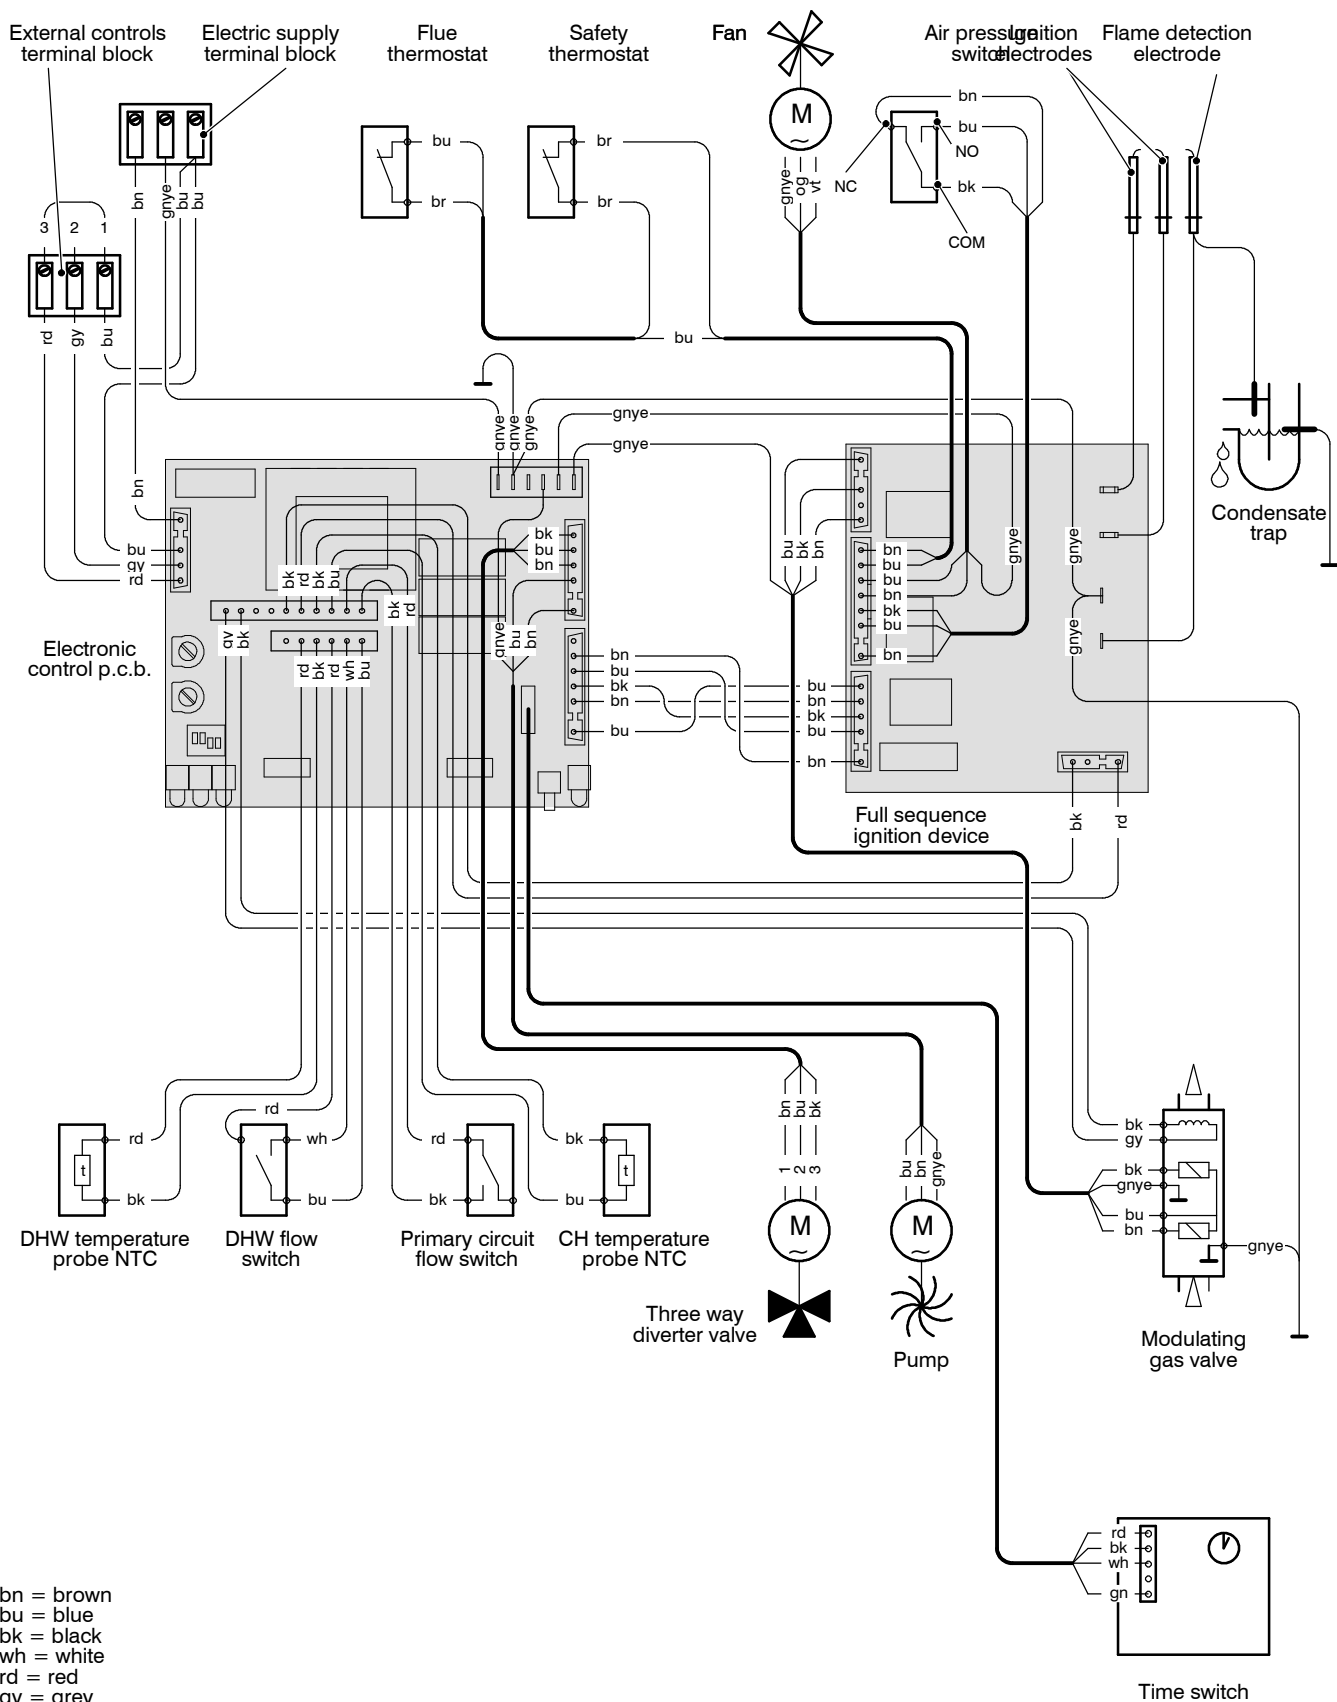 External controls
terminal block
Electric supply
terminal block
Flue
thermostat
Safety
thermostat
Fan
Air pressure
switch
Ignition
electrodes
Flame detection
electrode
M
~
bn
bu
NO
NC
bk
COM
bu
br
br
br
gnye
og
vt
bn
gnye
bu
bu
3
2
1
rd
gy
bu
bu
gnye
gnye
gnye
gnye
gnye
Condensate
trap
bn
bu
gy
rd
bk
rd
bk
bu
bk
rd
gy
bk
rd
bk
rd
wh
bu
bk
bu
bn
gnye
bu
bn
bu
bk
bn
bn
bu
bu
bn
bk
bu
bn
gnye
gnye
gnye
Electronic
control p.c.b.
bn
bu
bk
bn
bu
bu
bn
bk
bu
bn
Full sequence
ignition device
bk
rd
rd
rd
bk
t
wh
bu
rd
bk
bk
bu
t
DHW temperature
probe NTC
DHW flow
switch
Primary circuit
flow switch
CH temperature
probe NTC
bn
bu
bk
1
2
3
M
~
Three way
diverter valve
bu
bn
gnye
M
~
Pump
bk
gy
bk
gnye
bu
bn
gnye
Modulating
gas valve
rd
bk
wh
gn
Time switch
bn = brown
bu = blue
bk = black
wh = white
rd = red
gy = grey